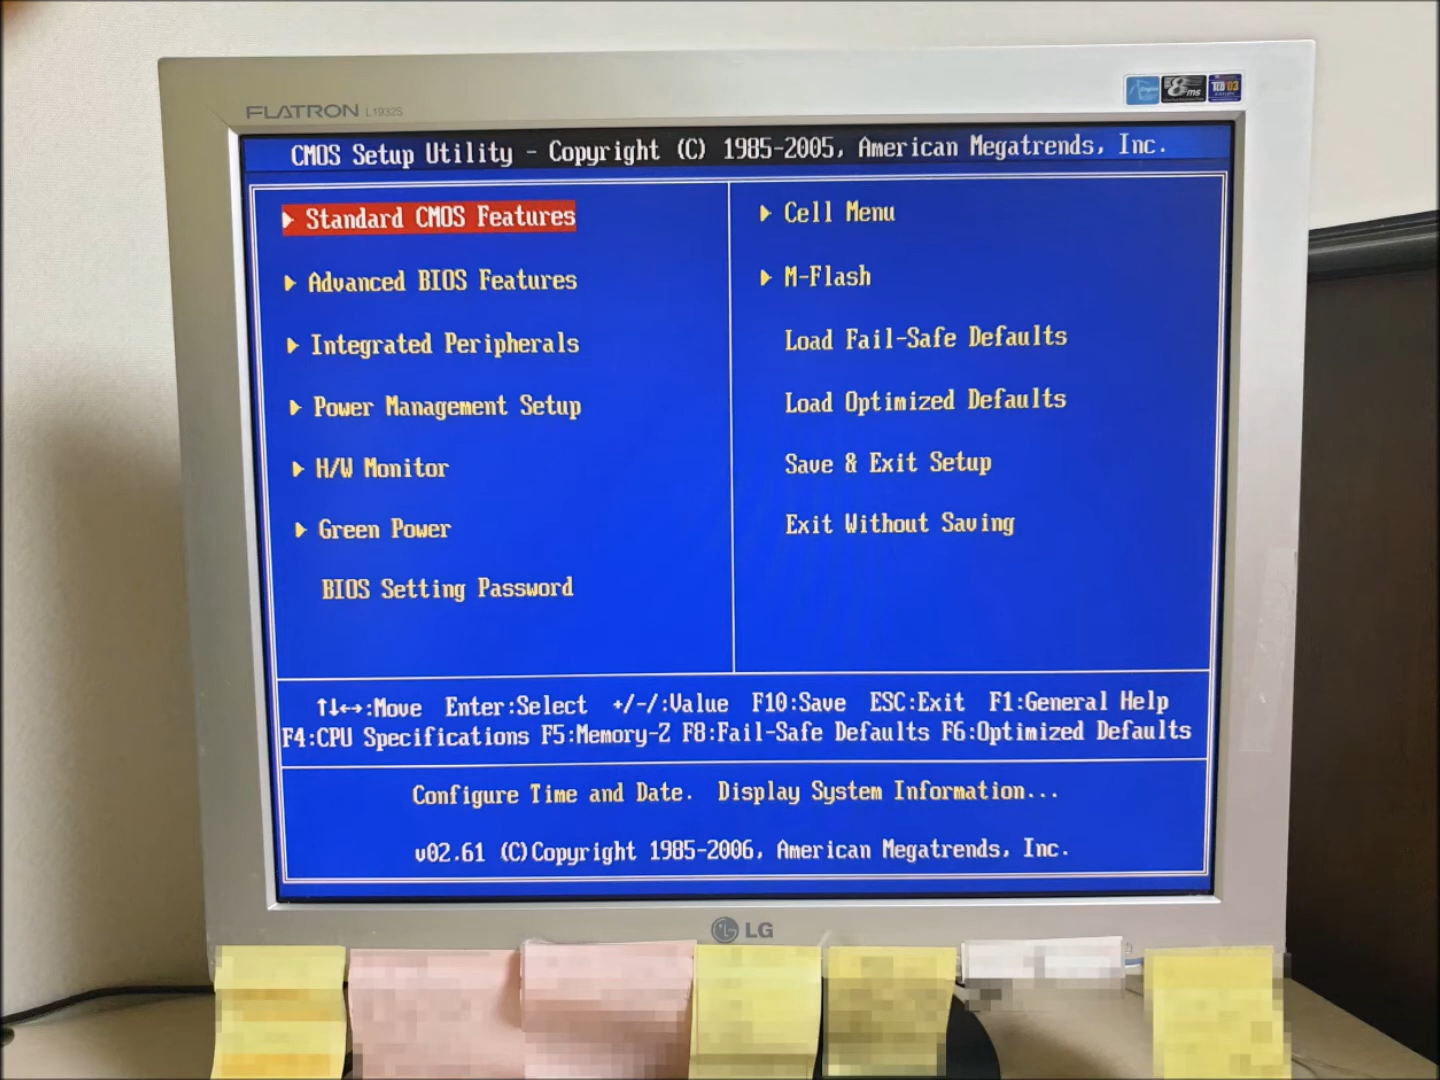 FLATRON L1932S
8ms
TCO'03
CMOS Setup Utility - Copyright (C) 1985-2005, American Megatrends, Inc.
Standard CMOS Features
Advanced BIOS Features
Integrated Peripherals
Power Management Setup
H/W Monitor
Green Power
BIOS Setting Password
Cell Menu
M-Flash
Load Fail-Safe Defaults
Load Optimized Defaults
Save & Exit Setup
Exit Without Saving
↑↓←→:Move Enter:Select +/-/:Value F10:Save ESC:Exit F1:General Help
F4:CPU Specifications F5:Memory-Z F8:Fail-Safe Defaults F6:Optimized Defaults
Configure Time and Date. Display System Information...
v02.61 (C)Copyright 1985-2006, American Megatrends, Inc.
LG